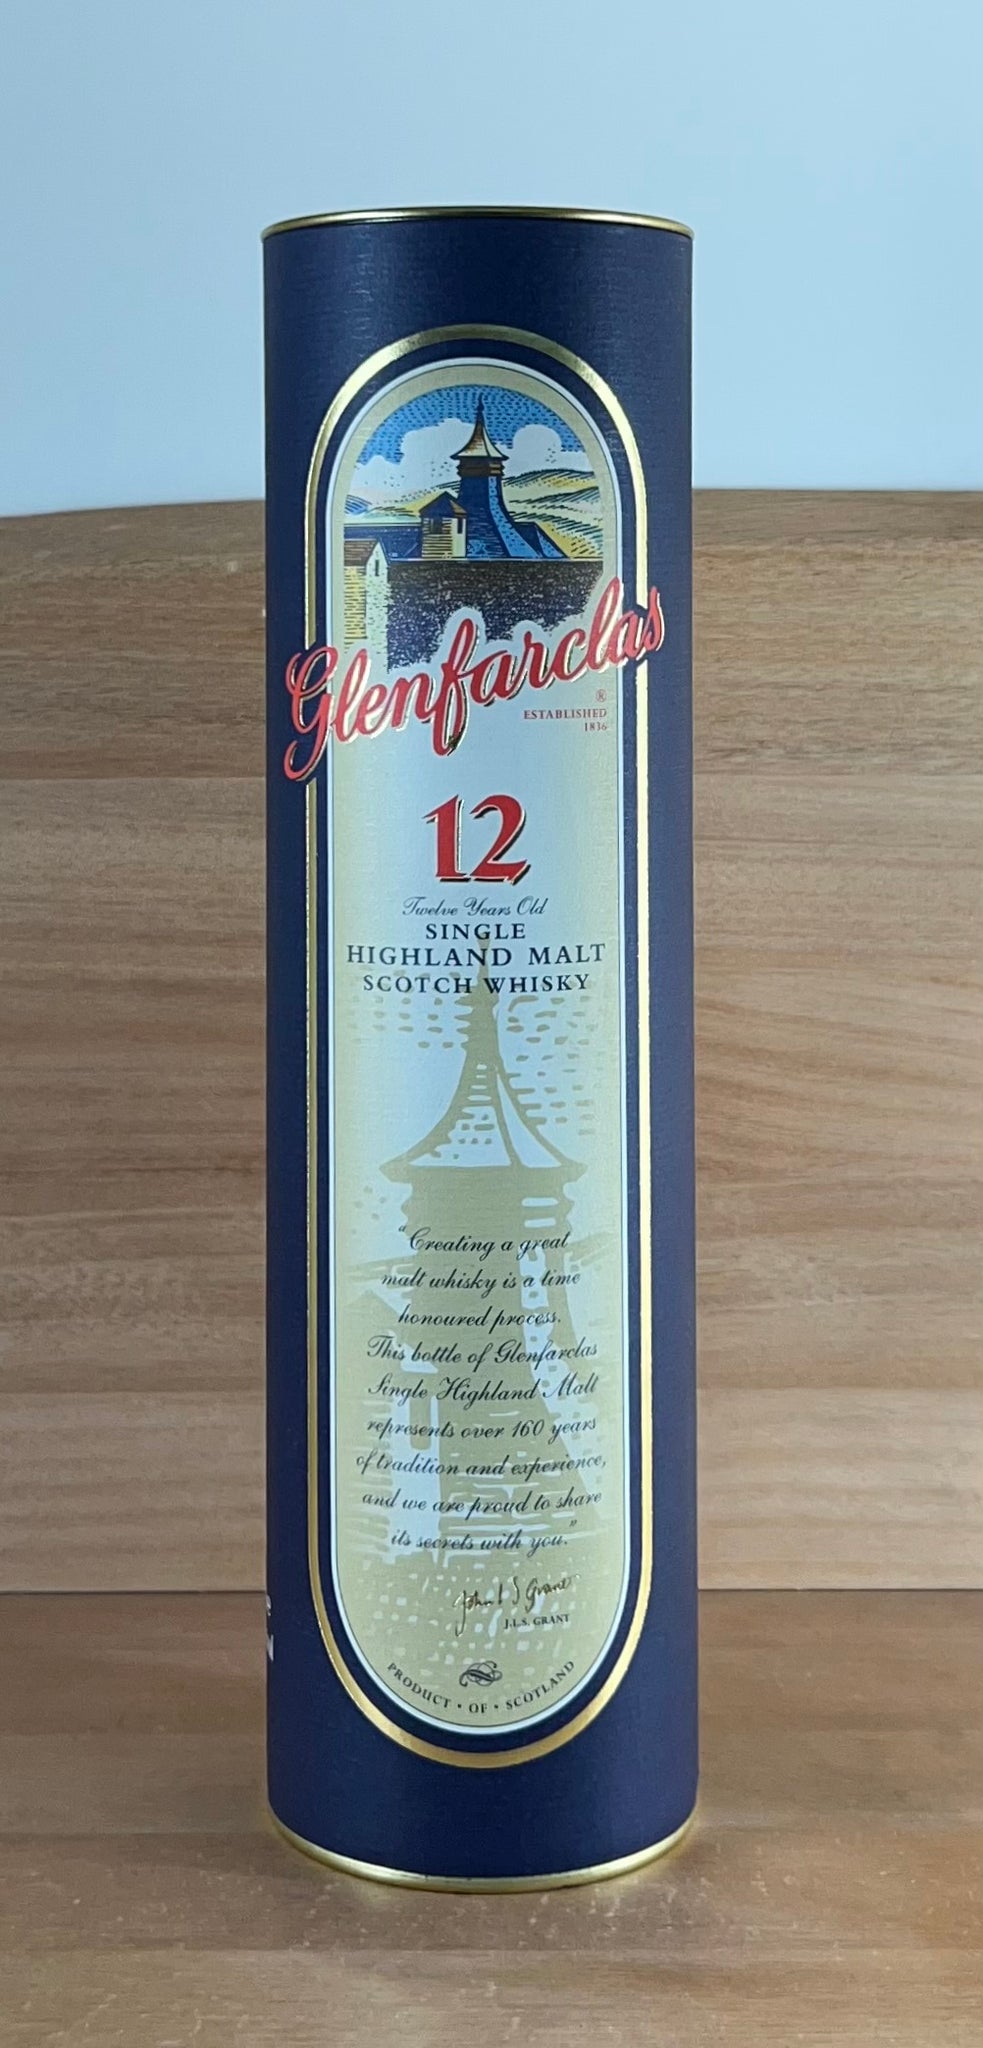 Glenfarclas
®
ESTABLISHED
1836
12
Twelve Years Old
SINGLE
HIGHLAND MALT
SCOTCH WHISKY
"Creating a great
malt whisky is a time
honoured process.
This bottle of Glenfarclas
Single Highland Malt
represents over 160 years
of tradition and experience,
and we are proud to share
its secrets with you."
John L S Grant
J.L.S. GRANT
PRODUCT • OF • SCOTLAND